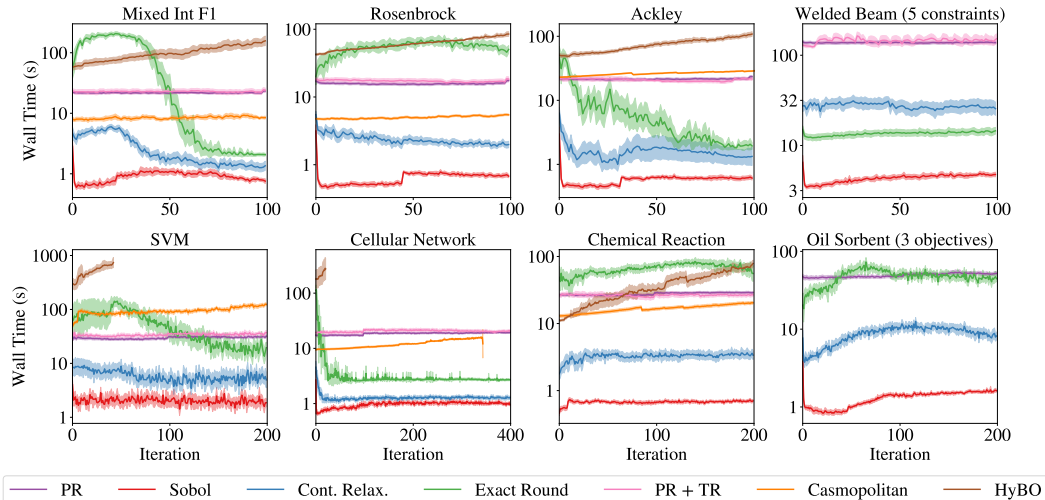 Mixed Int F1
Rosenbrock
Ackley
Welded Beam (5 constraints)
Wall Time (s)
100
10
1
0
50
100
100
10
1
0
50
100
100
10
1
0
50
100
100
32
10
3
0
50
100
SVM
Cellular Network
Chemical Reaction
Oil Sorbent (3 objectives)
Wall Time (s)
1000
100
10
1
0
100
200
Iteration
100
10
1
0
200
400
Iteration
100
10
1
0
100
200
Iteration
100
10
1
0
100
200
Iteration
PR
Sobol
Cont. Relax.
Exact Round
PR + TR
Casmopolitan
HyBO